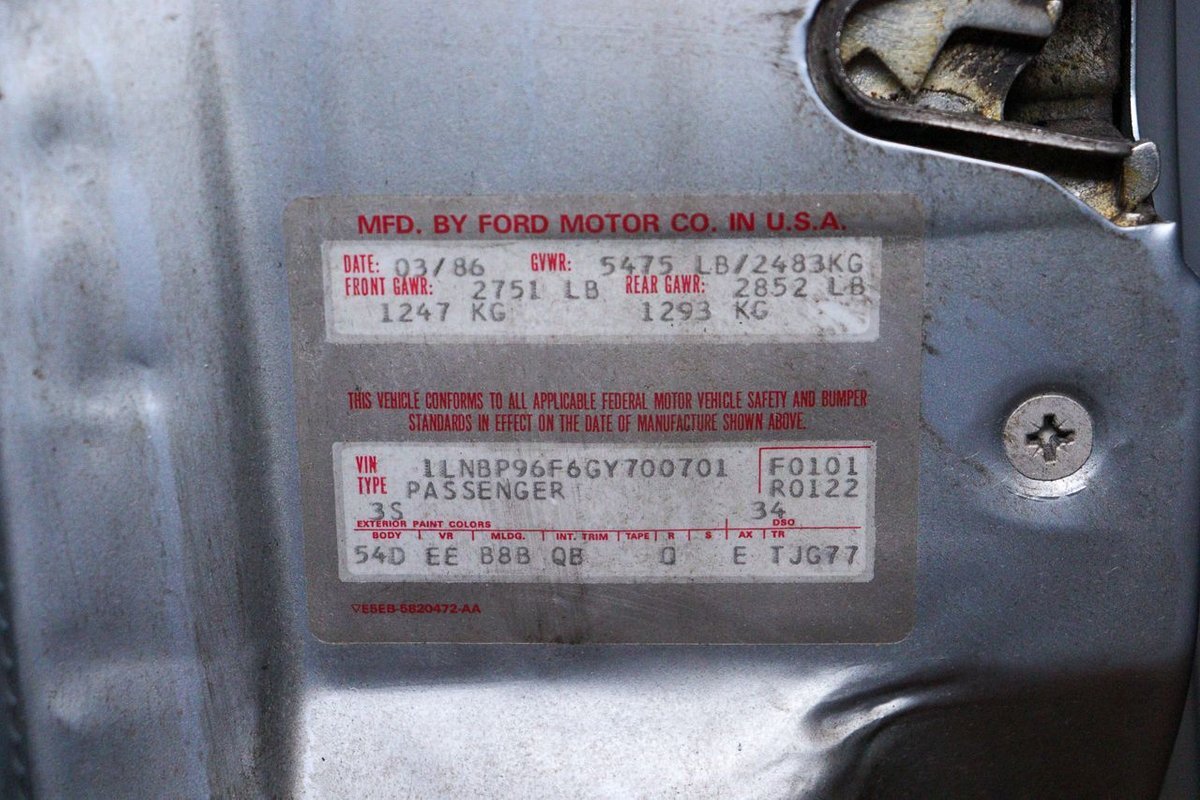 MFD. BY FORD MOTOR CO. IN U.S.A.
DATE: 03/86 GVWR: 5475 LB/2483KG
FRONT GAWR: 2751 LB REAR GAWR: 2852 LB
1247 KG 1293 KG
THIS VEHICLE CONFORMS TO ALL APPLICABLE FEDERAL MOTOR VEHICLE SAFETY AND BUMPER
STANDARDS IN EFFECT ON THE DATE OF MANUFACTURE SHOWN ABOVE.
VIN 1LNBP96F6GY700701 F0101
TYPE PASSENGER R0122
3S 34
EXTERIOR PAINT COLORS DSO
BODY VR MLDG. INT. TRIM TAPE R S AX TR
54D EE B8B QB Q E TJG77
▽E5EB-5820472-AA